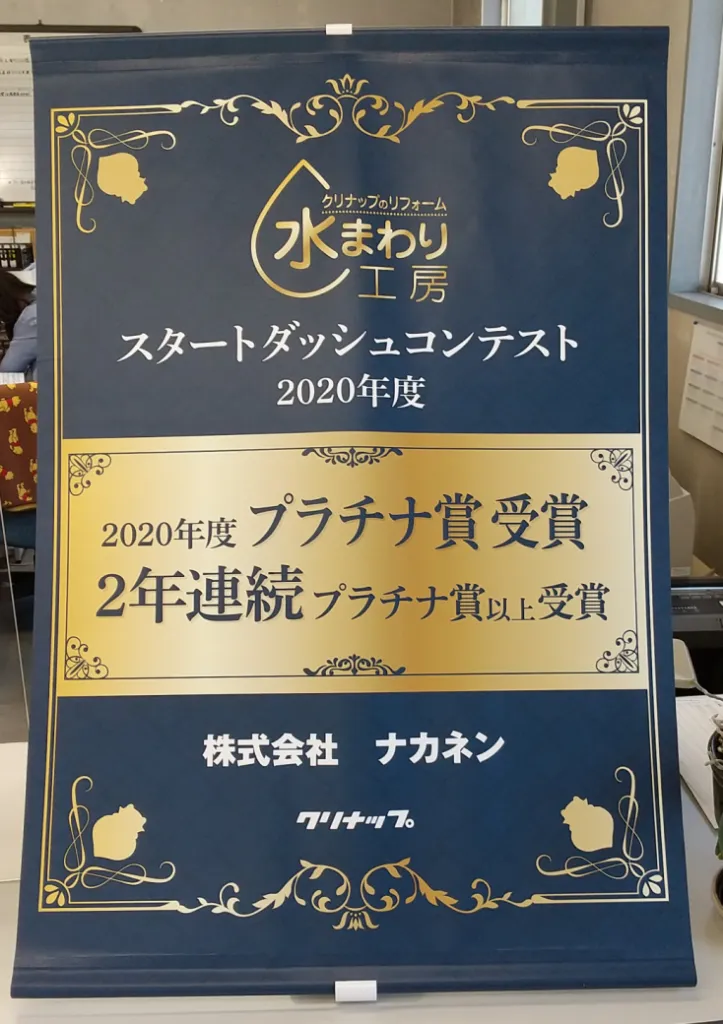 クリナップのリフォーム
水まわり
工房
スタートダッシュコンテスト
2020年度
2020年度 プラチナ賞 受賞
2年連続 プラチナ賞以上受賞
株式会社 ナカネン
クリナップ。